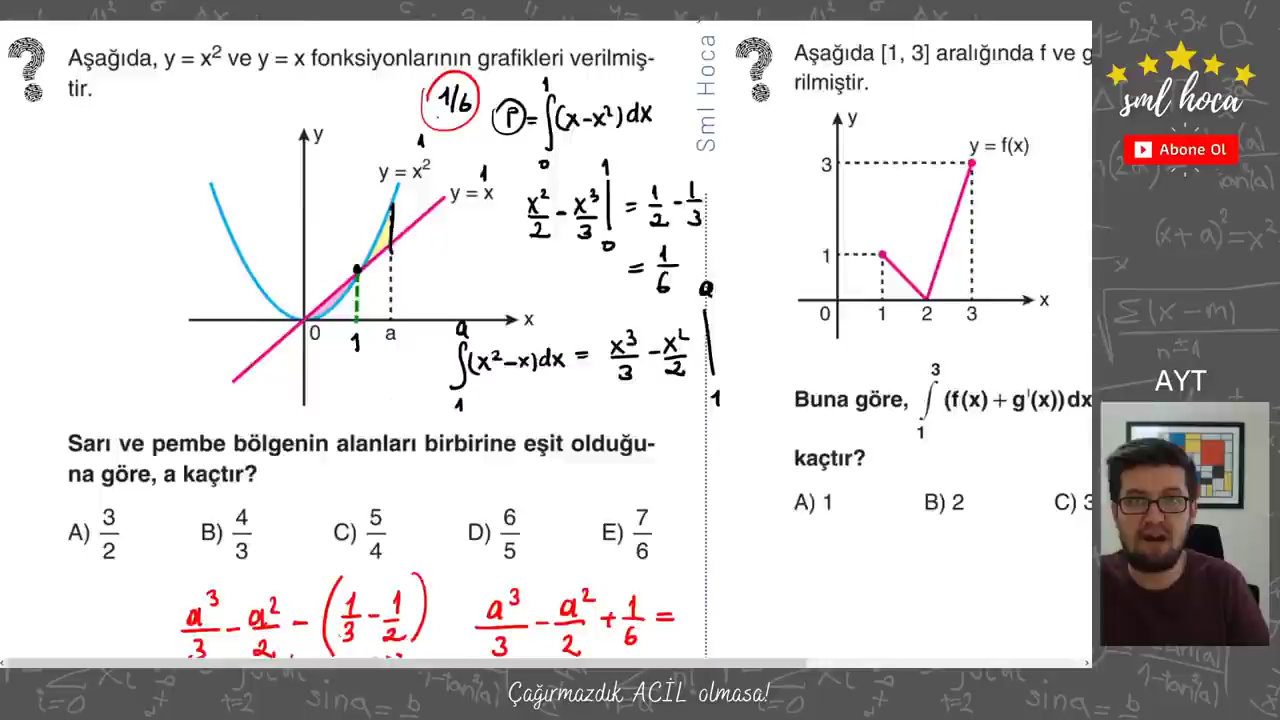 Aşağıda, y = x² ve y = x fonksiyonlarının grafikleri verilmiş-
tir.
1/6
P = ∫₀¹ (x-x²) dx
y
1
y = x²
1
y = x
x²/2 - x³/3 |₀¹ = 1/2 - 1/3
= 1/6
0
1
a
x
∫₁ᵃ (x²-x) dx = x³/3 - x²/2 |₁ᵃ
Sarı ve pembe bölgenin alanları birbirine eşit olduğu-
na göre, a kaçtır?
A) 3/2 B) 4/3 C) 5/4 D) 6/5 E) 7/6
a³/3 - a²/2 - (1/3 - 1/2) a³/3 - a²/2 + 1/6 =
Sml Hoca
Aşağıda [1, 3] aralığında f ve g
rilmiştir.
y
y = f(x)
3
1
0 1 2 3 x
Buna göre, ∫₁³ (f(x) + g'(x)) dx
kaçtır?
A) 1 B) 2 C) 3
sml hoca
Abone Ol
AYT
Çağırmazdık ACİL olmasa!